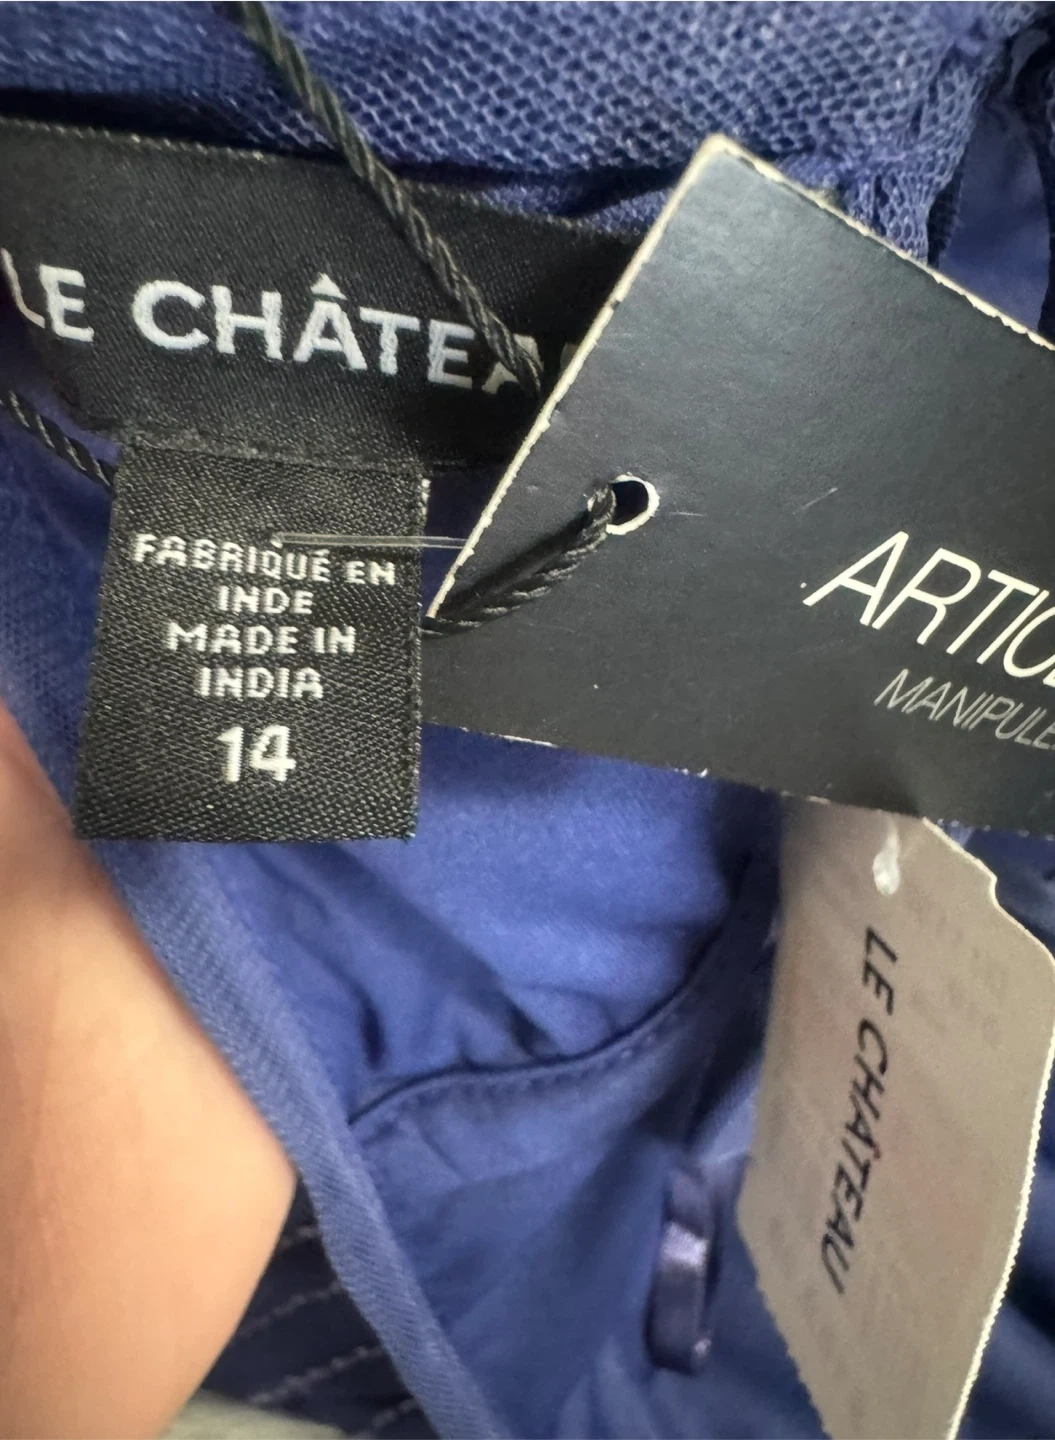 LE CHÂTEA
FABRIQUÉ EN
INDE
MADE IN
INDIA
14
ARTIC
MANIPULE
LE CHÂTEAU